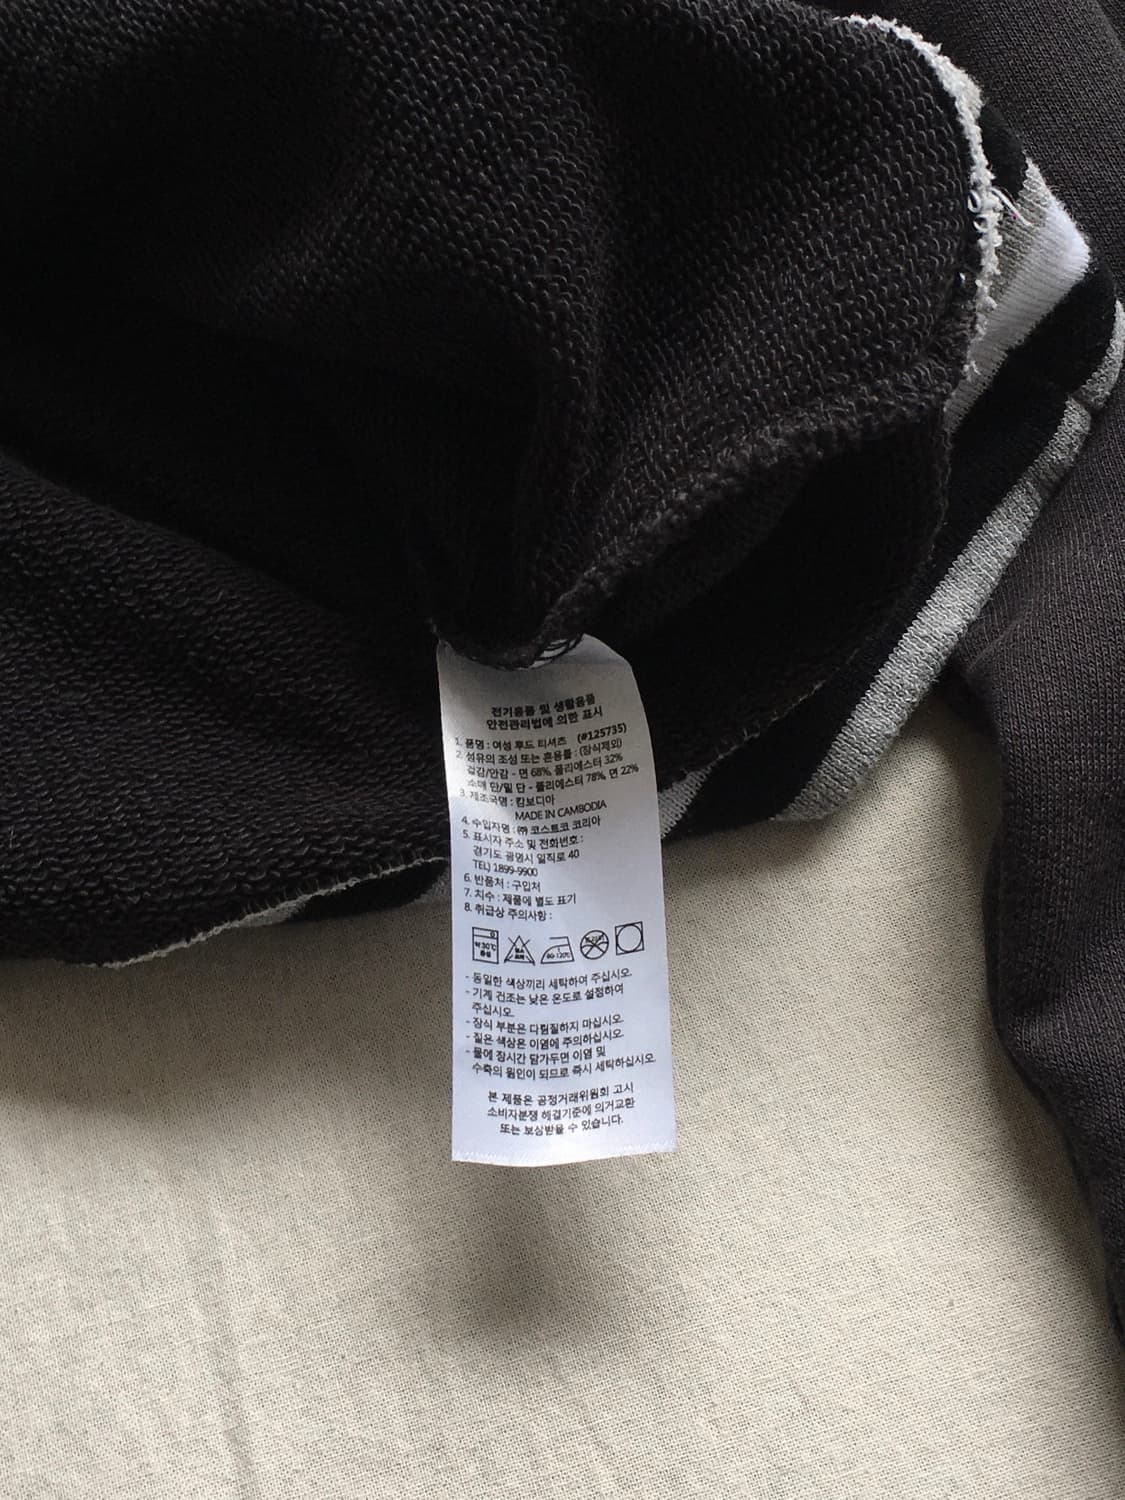 전기용품 및 생활용품
안전관리법에 의한 표시
1. 품명 : 여성 후드 티셔츠 (#125735)
2. 섬유의 조성 또는 혼용률 : (장식제외)
겉감/안감 - 면 68%, 폴리에스터 32%
소매 단/밑 단 - 폴리에스터 78%, 면 22%
3. 제조국명 : 캄보디아
MADE IN CAMBODIA
4. 수입자명 : ㈜ 코스트코 코리아
5. 표시자 주소 및 전화번호 :
경기도 광명시 일직로 40
TEL) 1899-9900
6. 반품처 : 구입처
7. 치수 : 제품에 별도 표기
8. 취급상 주의사항 :
약 30℃
중성
80-120℃
- 동일한 색상끼리 세탁하여 주십시오.
- 기계 건조는 낮은 온도로 설정하여
주십시오.
- 장식 부분은 다림질하지 마십시오.
- 짙은 색상은 이염에 주의하십시오.
- 물에 장시간 담가두면 이염 및
수축의 원인이 되므로 즉시 세탁하십시오.
본 제품은 공정거래위원회 고시
소비자분쟁 해결기준에 의거교환
또는 보상받을 수 있습니다.